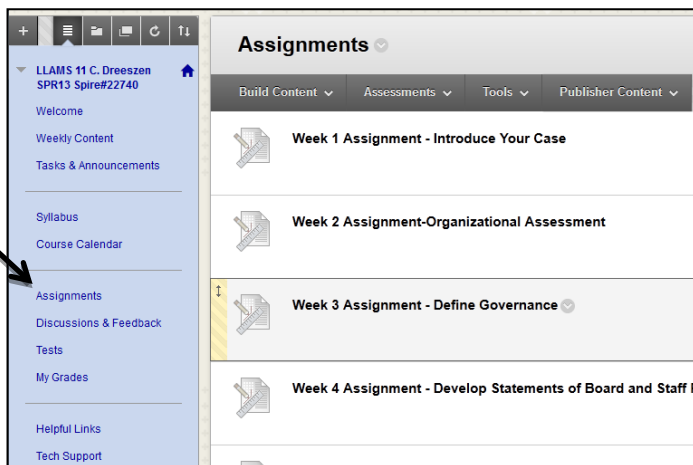 LLAMS 11 C. Dreeszen
SPR13 Spire#22740
Welcome
Weekly Content
Tasks & Announcements
Syllabus
Course Calendar
Assignments
Discussions & Feedback
Tests
My Grades
Helpful Links
Tech Support
Assignments
Build Content Assessments Tools Publisher Content
Week 1 Assignment - Introduce Your Case
Week 2 Assignment-Organizational Assessment
Week 3 Assignment - Define Governance
Week 4 Assignment - Develop Statements of Board and Staff